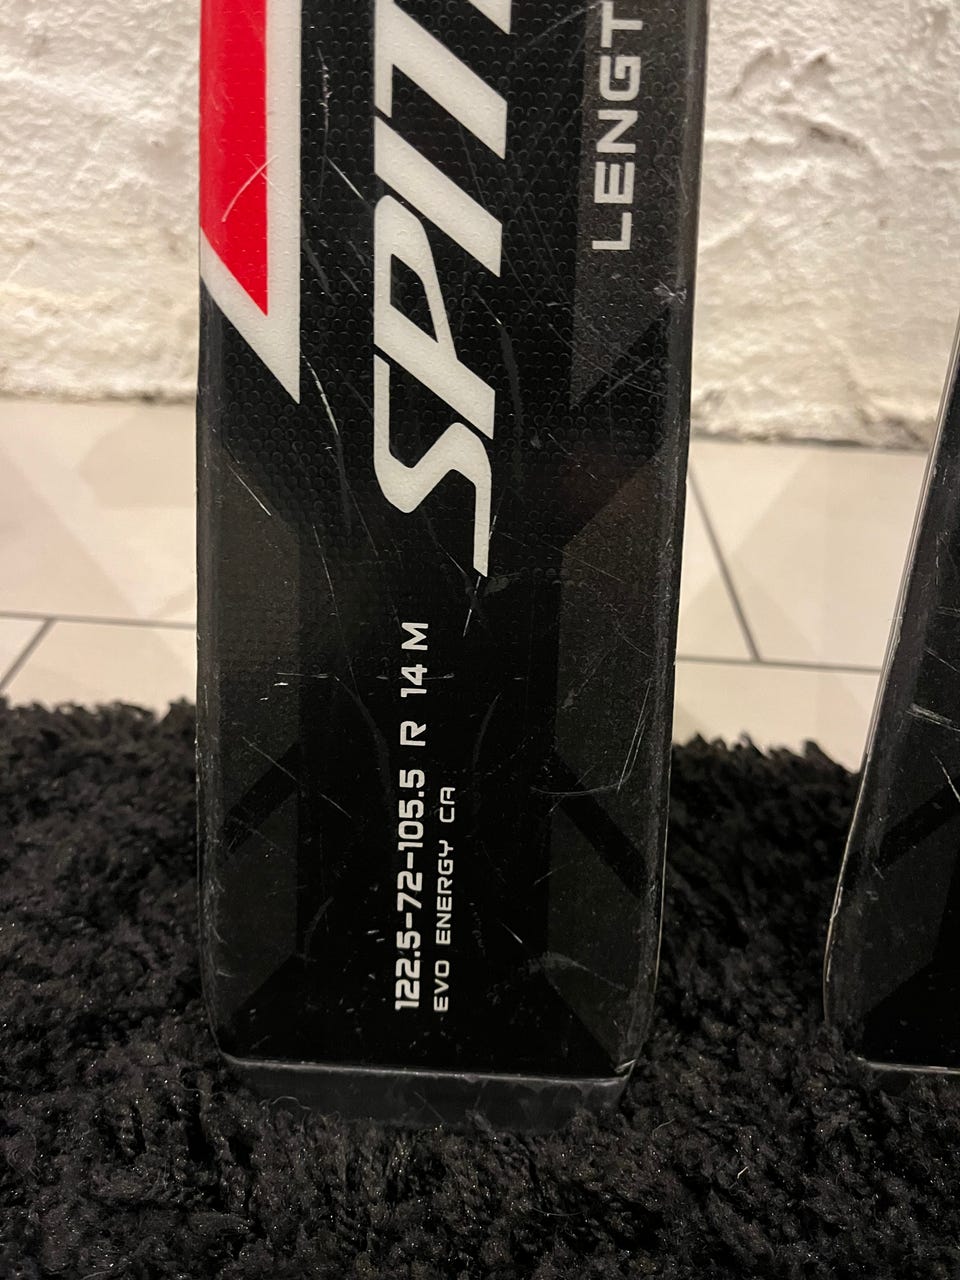 SPIT
LENGT
122.5-72-105.5 R 14 M
EVO ENERGY CA